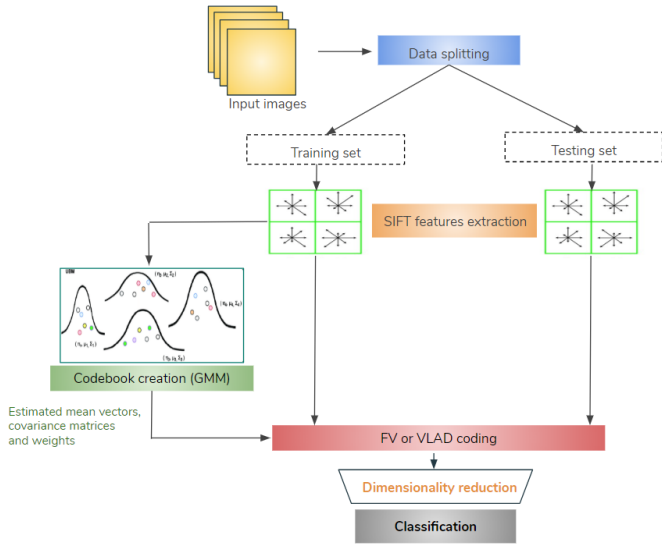 Data splitting
Input images
Training set
Testing set
SIFT features extraction
Codebook creation (GMM)
Estimated mean vectors,
covariance matrices
and weights
FV or VLAD coding
Dimensionality reduction
Classification